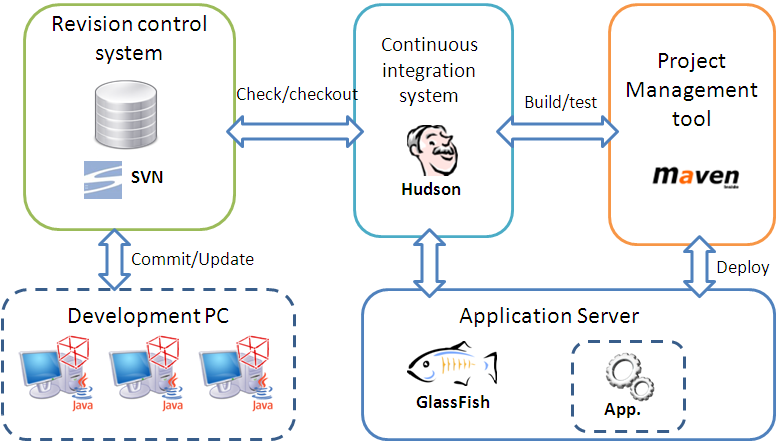 Revision control
system
SVN
Check/checkout
Continuous
integration
system
Hudson
Build/test
Project
Management
tool
maven
inside
Commit/Update
Deploy
Development PC
Java
Java
Java
Application Server
GlassFish
App.